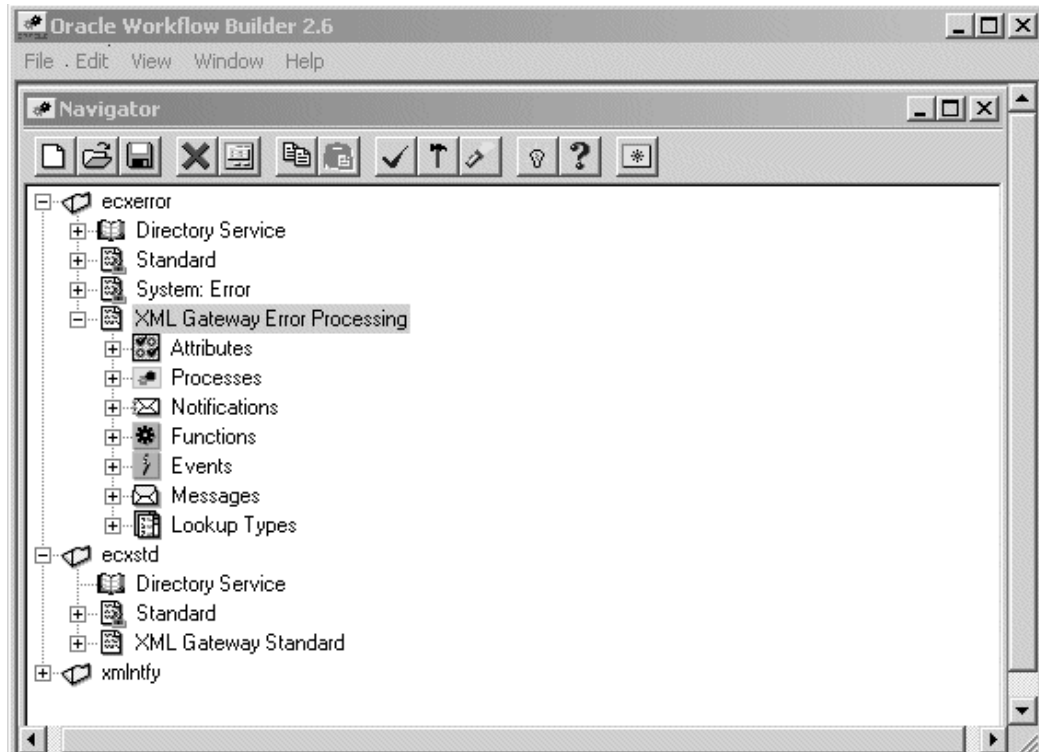 Oracle Workflow Builder 2.6
File Edit View Window Help
Navigator
ecxerror
Directory Service
Standard
System: Error
XML Gateway Error Processing
Attributes
Processes
Notifications
Functions
Events
Messages
Lookup Types
ecxstd
Directory Service
Standard
XML Gateway Standard
xmlntfy